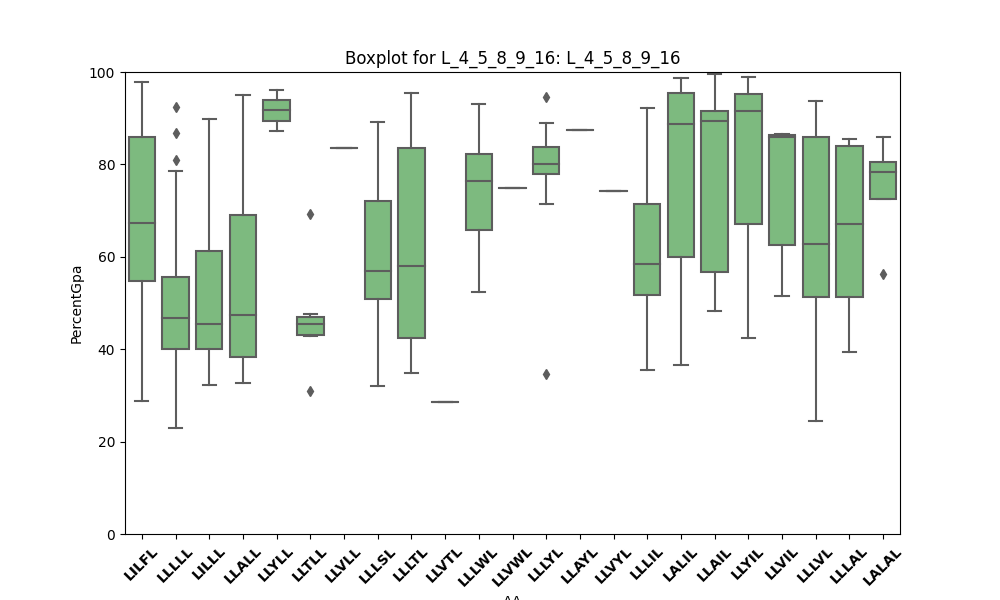 Boxplot for L_4_5_8_9_16: L_4_5_8_9_16
100
80
60
40
20
0
PercentGpa
LILFL LLLLL LILLL LLALL LLYLL LLTLL LLVLL LLLSL LLLTL LLVTL LLLWL LLVWL LLLYL LLAYL LLVYL LLLIL LALIL LLAIL LLYIL LLVIL LLLVL LLLAL LALAL
AA